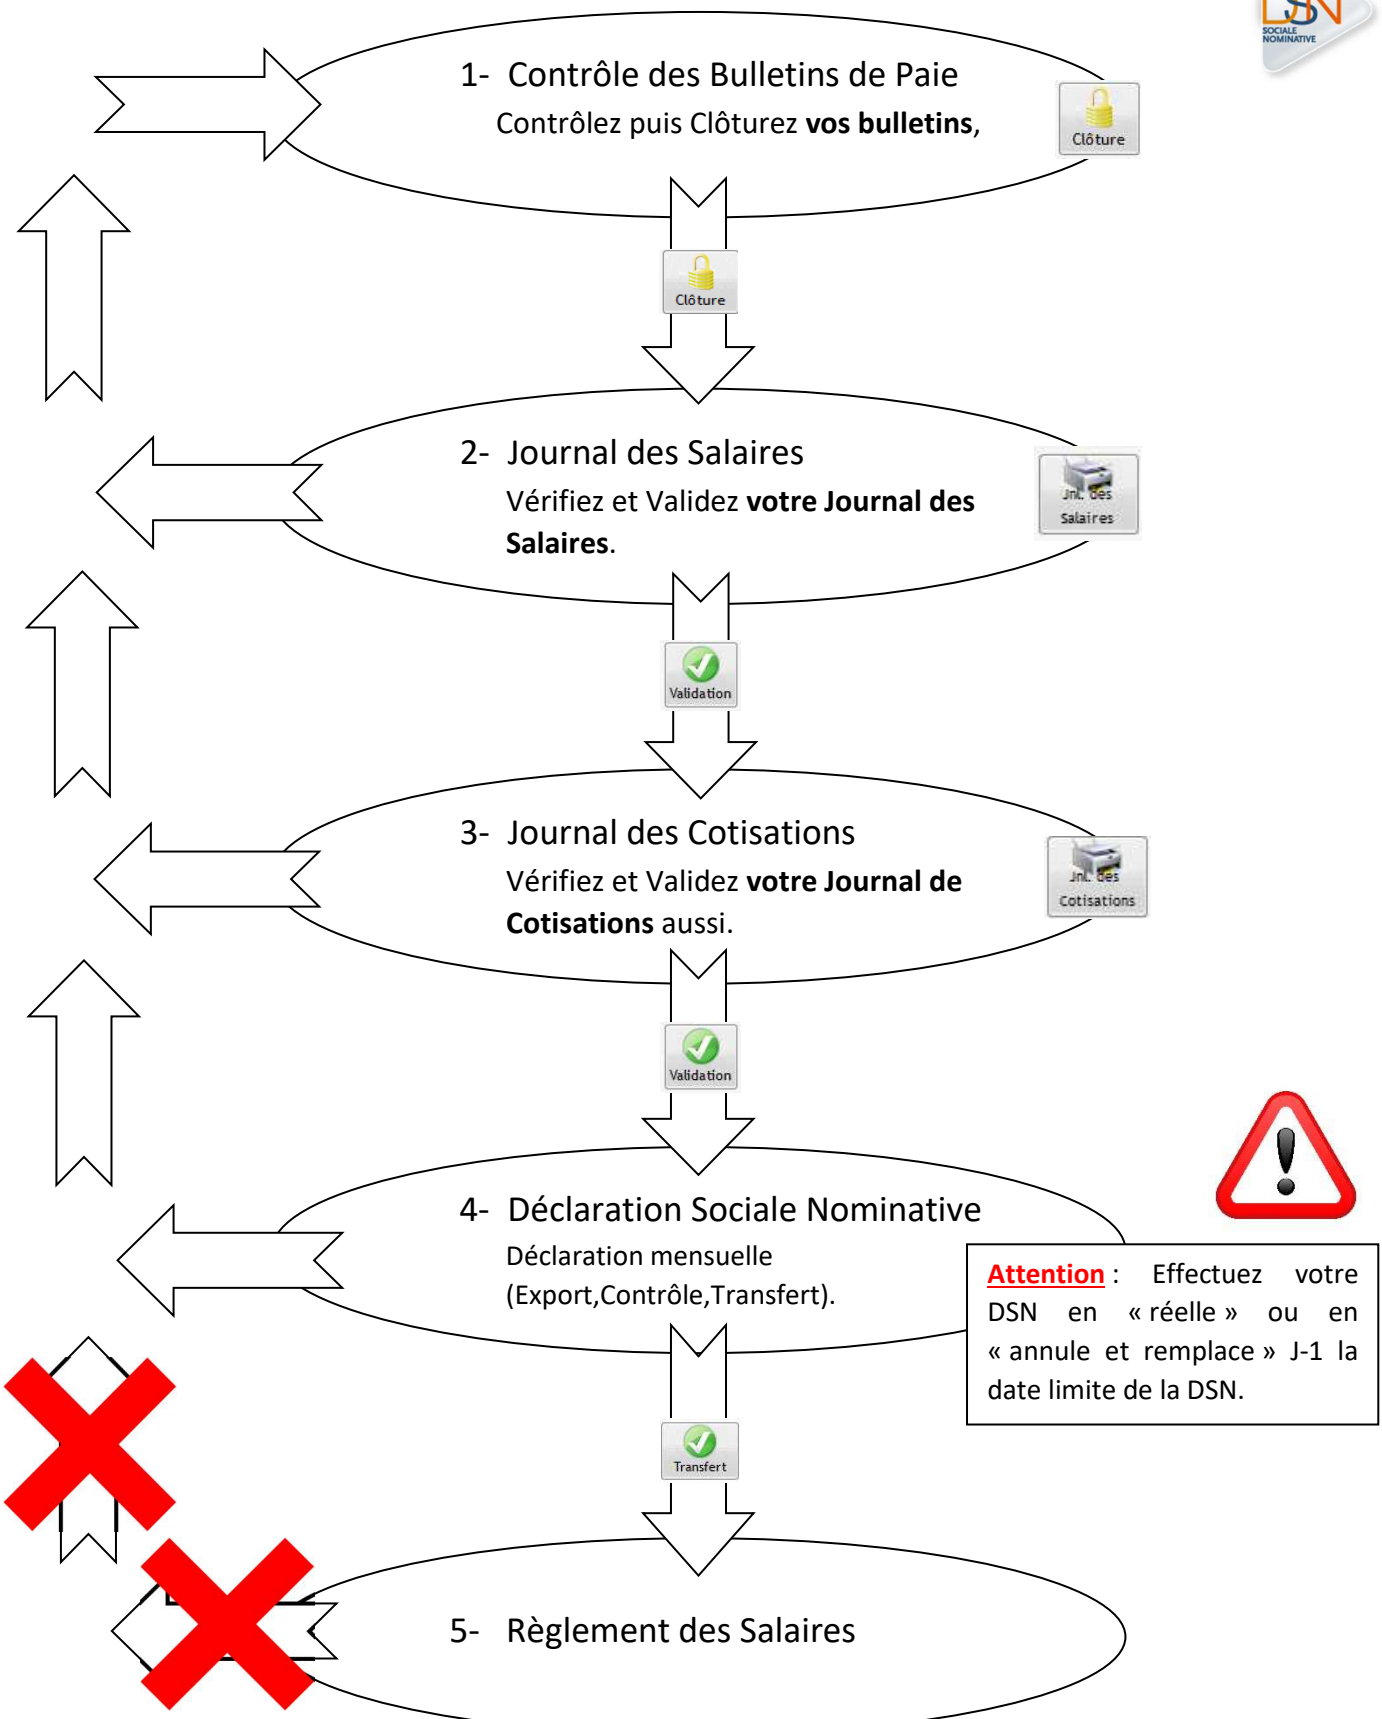 DSN
SOCIALE
NOMINATIVE
1- Contrôle des Bulletins de Paie
Contrôlez puis Clôturez vos bulletins,
Clôture
Clôture
2- Journal des Salaires
Vérifiez et Validez votre Journal des
Salaires.
Jnl. des
Salaires
Validation
3- Journal des Cotisations
Vérifiez et Validez votre Journal de
Cotisations aussi.
Jnl. des
Cotisations
Validation
4- Déclaration Sociale Nominative
Déclaration mensuelle
(Export,Contrôle,Transfert).
Attention : Effectuez votre
DSN en « réelle » ou en
« annule et remplace » J-1 la
date limite de la DSN.
Transfert
5- Règlement des Salaires